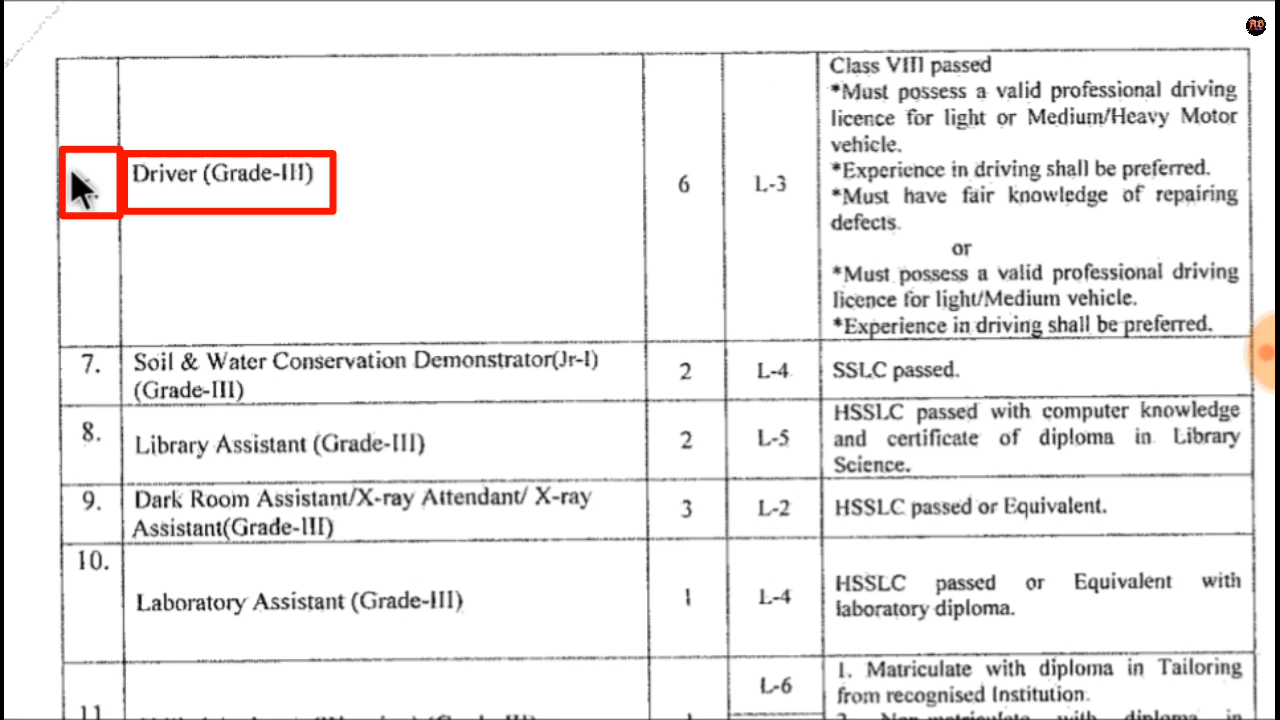 Class VIII passed
*Must possess a valid professional driving
licence for light or Medium/Heavy Motor
vehicle.
Driver (Grade-III)
6
L-3
*Experience in driving shall be preferred.
*Must have fair knowledge of repairing
defects.
or
*Must possess a valid professional driving
licence for light/Medium vehicle.
*Experience in driving shall be preferred.
7.
Soil & Water Conservation Demonstrator(Jr-I)
(Grade-III)
2
L-4
SSLC passed.
8.
Library Assistant (Grade-III)
2
L-5
HSSLC passed with computer knowledge
and certificate of diploma in Library
Science.
9.
Dark Room Assistant/X-ray Attendant/ X-ray
Assistant(Grade-III)
3
L-2
HSSLC passed or Equivalent.
10.
Laboratory Assistant (Grade-III)
1
L-4
HSSLC passed or Equivalent with
laboratory diploma.
11
L-6
1. Matriculate with diploma in Tailoring
from recognised Institution.